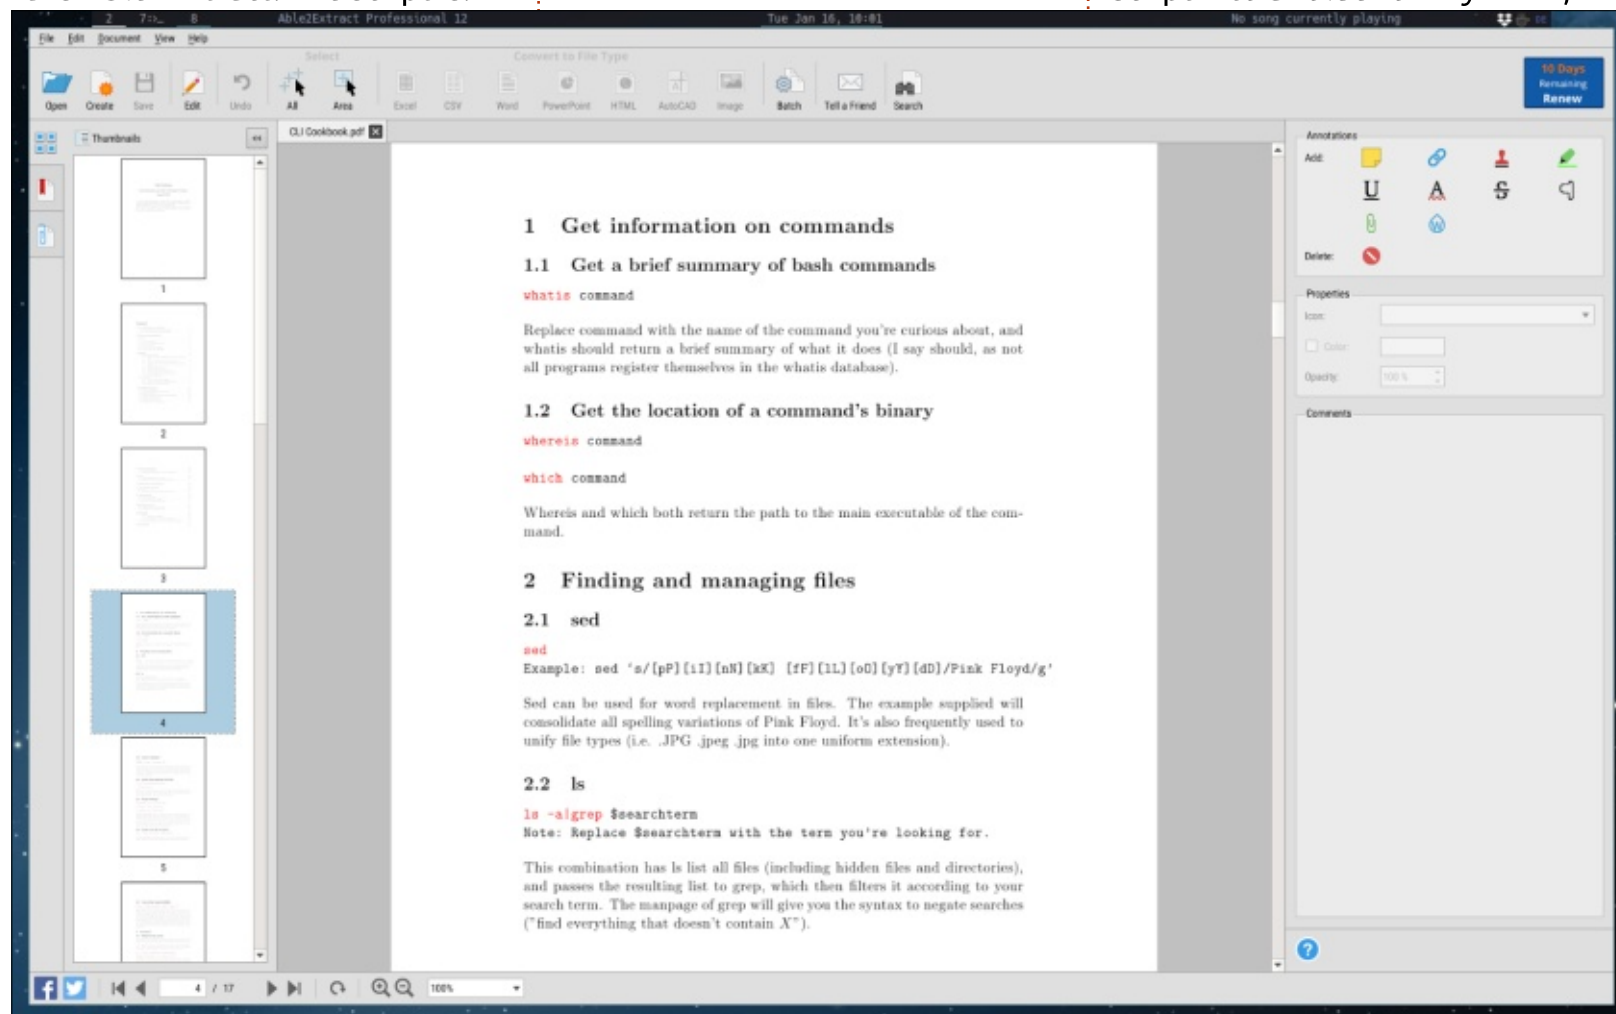 2 7:>_ 8 Able2Extract Professional 12 Tue Jan 16, 10:01 No song currently playing
File Edit Document View Help
Select Convert to File Type
Open Create Save Edit Undo All Area Excel CSV Word PowerPoint HTML AutoCAD Image Batch Tell a Friend Search
10 Days
Remaining
Renew
Thumbnails
1
2
3
4
5
CLI Cookbook.pdf
1 Get information on commands
1.1 Get a brief summary of bash commands
whatis command
Replace command with the name of the command you're curious about, and
whatis should return a brief summary of what it does (I say should, as not
all programs register themselves in the whatis database).
1.2 Get the location of a command's binary
whereis command
which command
Whereis and which both return the path to the main executable of the com-
mand.
2 Finding and managing files
2.1 sed
sed
Example: sed 's/[pP][iI][nN][kK] [fF][lL][oO][yY][dD]/Pink Floyd/g'
Sed can be used for word replacement in files. The example supplied will
consolidate all spelling variations of Pink Floyd. It's also frequently used to
unify file types (i.e. .JPG .jpeg .jpg into one uniform extension).
2.2 ls
ls -a|grep $searchterm
Note: Replace $searchterm with the term you're looking for.
This combination has ls list all files (including hidden files and directories),
and passes the resulting list to grep, which then filters it according to your
search term. The manpage of grep will give you the syntax to negate searches
("find everything that doesn't contain X").
Annotations
Add:
U A S
Delete:
Properties
Icon:
Color:
Opacity: 100 %
Comments
?
4 / 17 100%